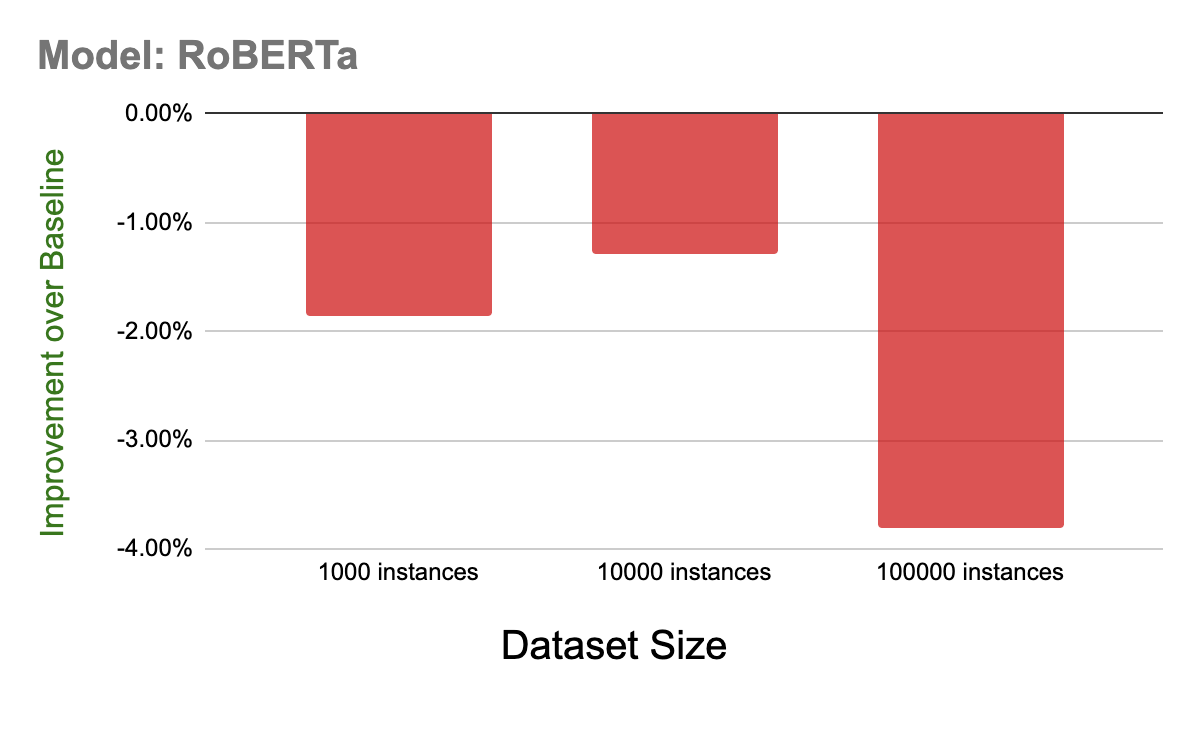 Model: RoBERTa
0.00%
-1.00%
-2.00%
-3.00%
-4.00%
Improvement over Baseline
1000 instances
10000 instances
100000 instances
Dataset Size